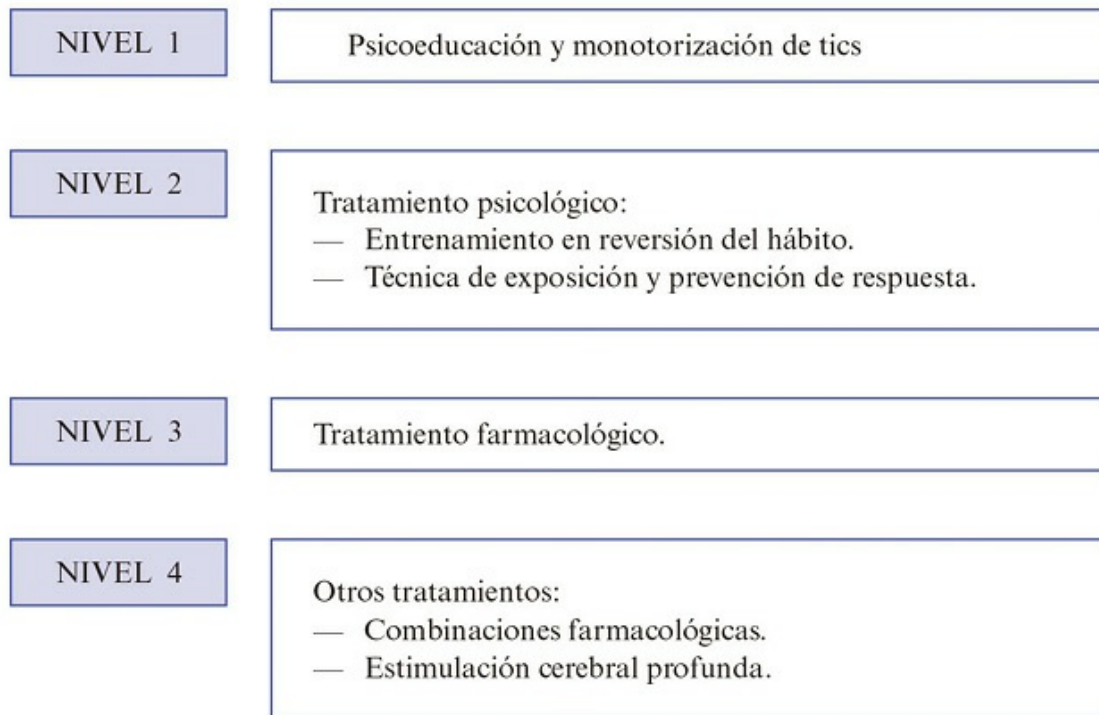 NIVEL 1
Psicoeducación y monotorización de tics
NIVEL 2
Tratamiento psicológico:
— Entrenamiento en reversión del hábito.
— Técnica de exposición y prevención de respuesta.
NIVEL 3
Tratamiento farmacológico.
NIVEL 4
Otros tratamientos:
— Combinaciones farmacológicas.
— Estimulación cerebral profunda.